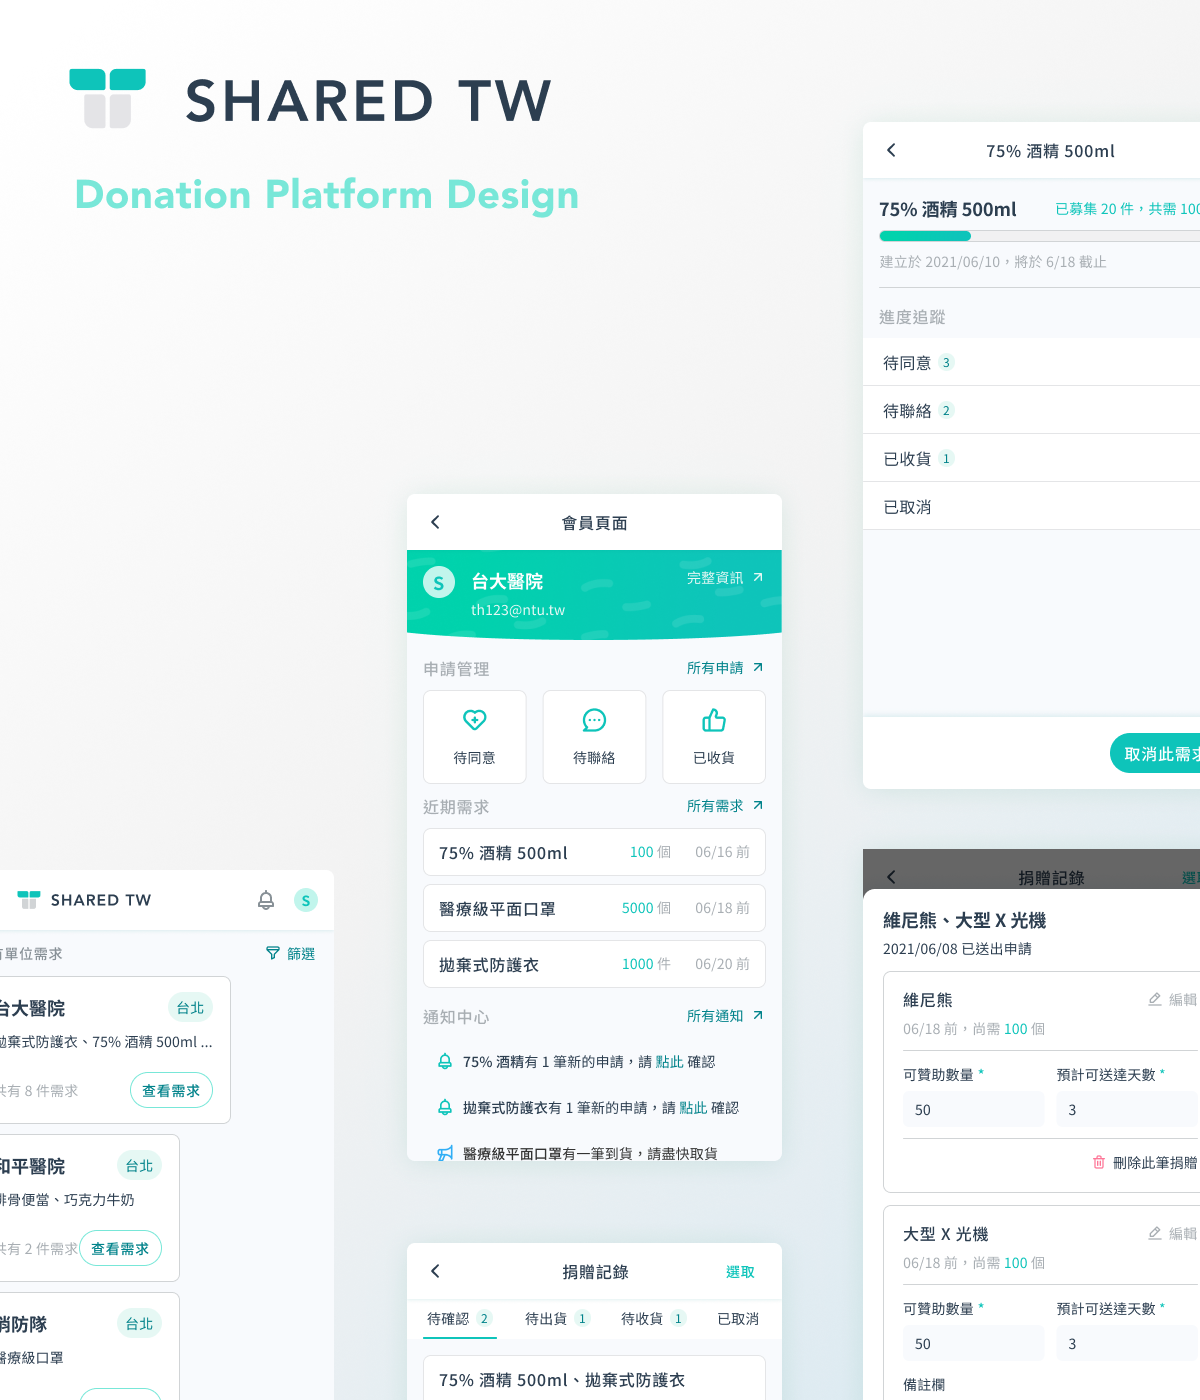 SHARED TW
Donation Platform Design
75% 酒精 500ml
75% 酒精 500ml
已募集 20 件，共需 100
建立於 2021/06/10，將於 6/18 截止
進度追蹤
待同意 3
待聯絡 2
已收貨 1
已取消
取消此需求
會員頁面
S 台大醫院 完整資訊
th123@ntu.tw
申請管理 所有申請
待同意 待聯絡 已收貨
近期需求 所有需求
75% 酒精 500ml 100 個 06/16 前
醫療級平面口罩 5000 個 06/18 前
拋棄式防護衣 1000 件 06/20 前
通知中心 所有通知
75% 酒精有 1 筆新的申請，請 點此 確認
拋棄式防護衣有 1 筆新的申請，請 點此 確認
醫療級平面口罩有一筆到貨，請盡快取貨
SHARED TW S
單位需求 篩選
台大醫院 台北
拋棄式防護衣、75% 酒精 500ml ...
共有 8 件需求 查看需求
和平醫院 台北
排骨便當、巧克力牛奶
共有 2 件需求 查看需求
消防隊 台北
醫療級口罩
捐贈記錄 選取
待確認 2 待出貨 1 待收貨 1 已取消
75% 酒精 500ml、拋棄式防護衣
捐贈記錄 選
維尼熊、大型 X 光機
2021/06/08 已送出申請
維尼熊 編輯
06/18 前，尚需 100 個
可贊助數量 * 預計可送達天數 *
50 3
刪除此筆捐贈
大型 X 光機 編輯
06/18 前，尚需 100 個
可贊助數量 * 預計可送達天數 *
50 3
備註欄